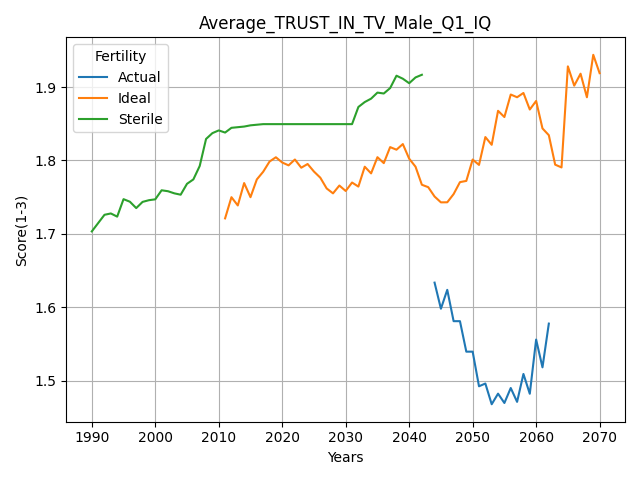 Average_TRUST_IN_TV_Male_Q1_IQ
Fertility
Actual
Ideal
Sterile
Score(1-3)
1.9
1.8
1.7
1.6
1.5
1990 2000 2010 2020 2030 2040 2050 2060 2070
Years